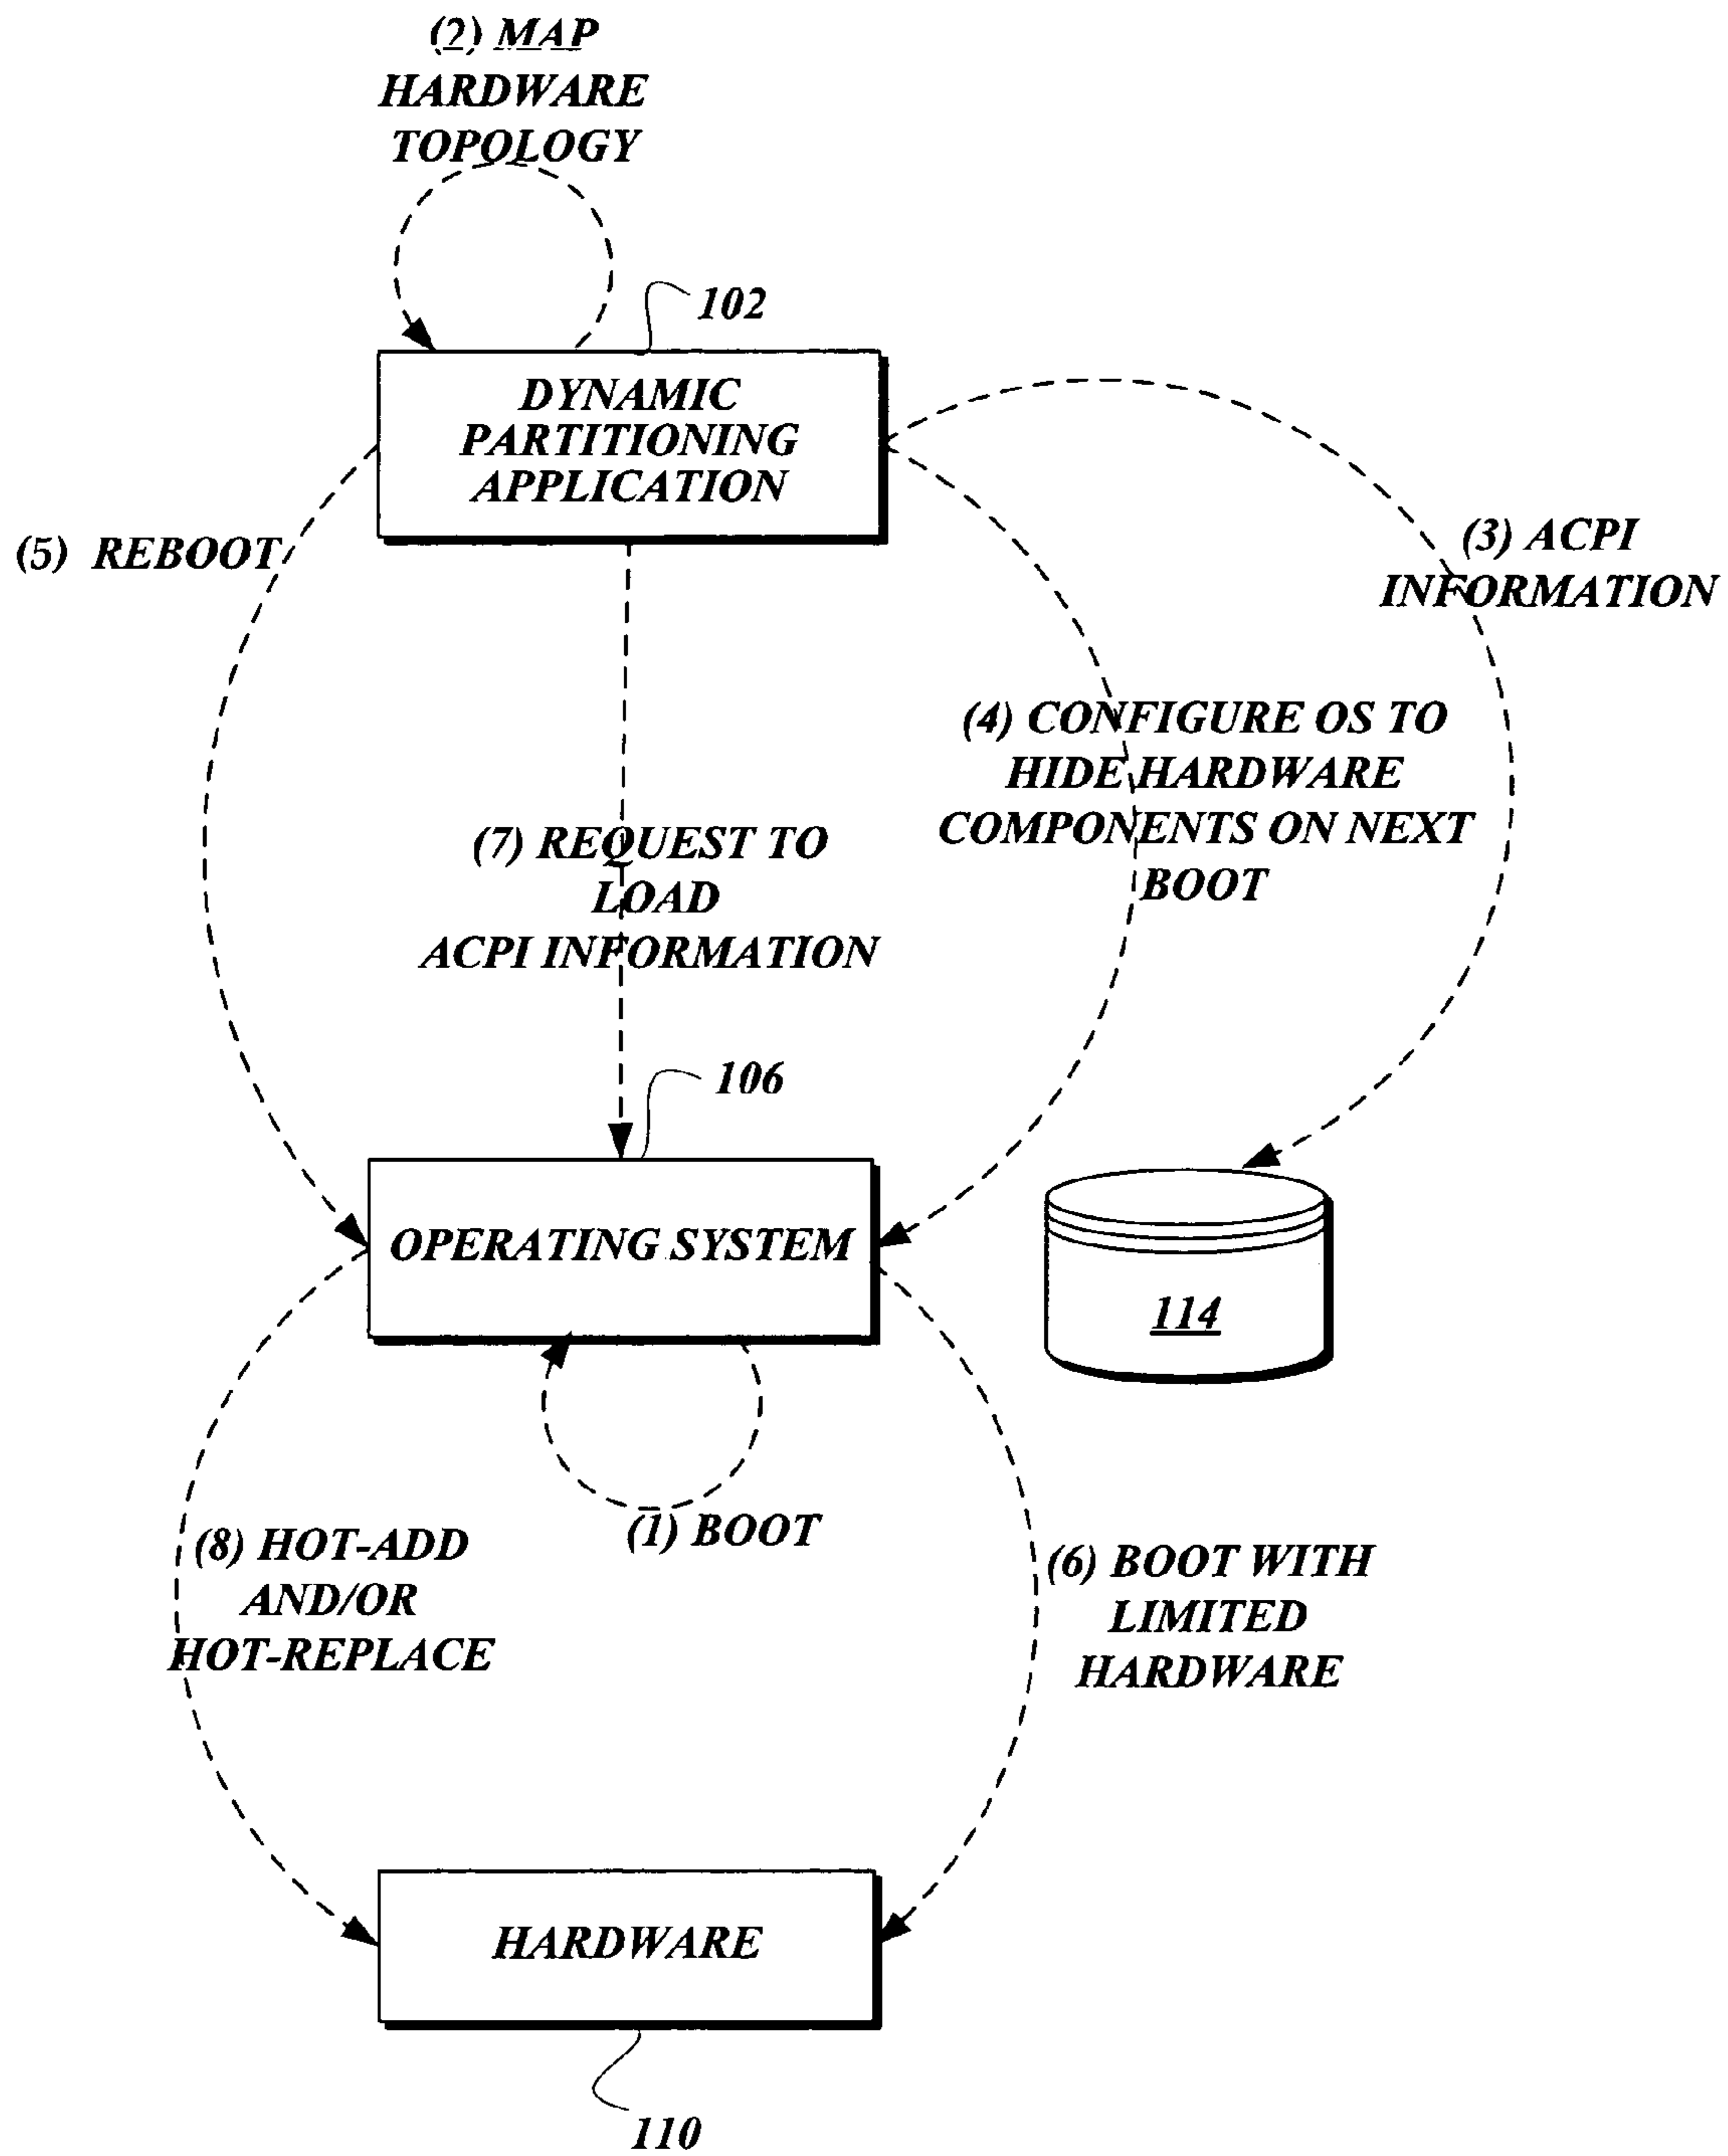 (2) MAP
HARDWARE
TOPOLOGY
102
DYNAMIC
PARTITIONING
APPLICATION
(5) REBOOT
(3) ACPI
INFORMATION
(4) CONFIGURE OS TO
HIDE HARDWARE
COMPONENTS ON NEXT
BOOT
(7) REQUEST TO
LOAD
ACPI INFORMATION
106
OPERATING SYSTEM
114
(1) BOOT
(8) HOT-ADD
AND/OR
HOT-REPLACE
(6) BOOT WITH
LIMITED
HARDWARE
HARDWARE
110